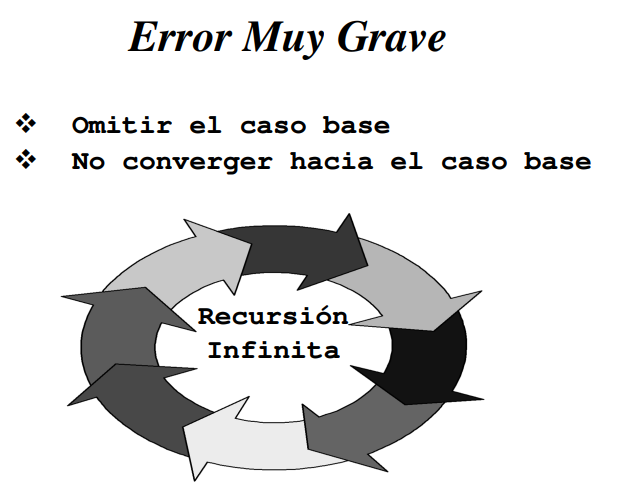 Error Muy Grave
❖ Omitir el caso base
❖ No converger hacia el caso base
Recursión
Infinita